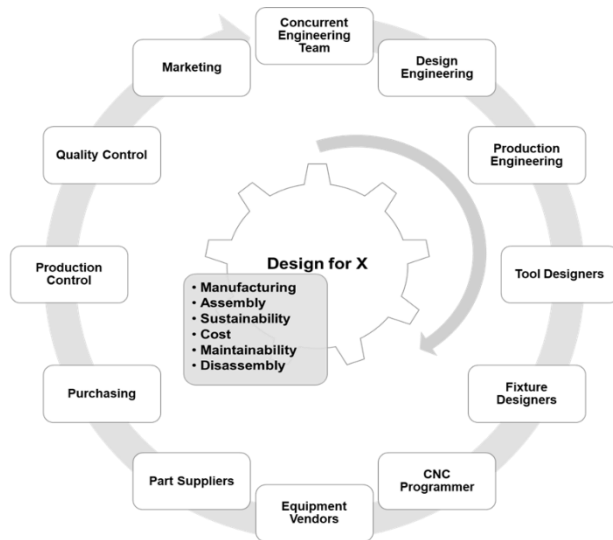 Concurrent
Engineering
Team
Design
Engineering
Production
Engineering
Tool Designers
Fixture
Designers
CNC
Programmer
Equipment
Vendors
Part Suppliers
Purchasing
Production
Control
Quality Control
Marketing
Design for X
• Manufacturing
• Assembly
• Sustainability
• Cost
• Maintainability
• Disassembly